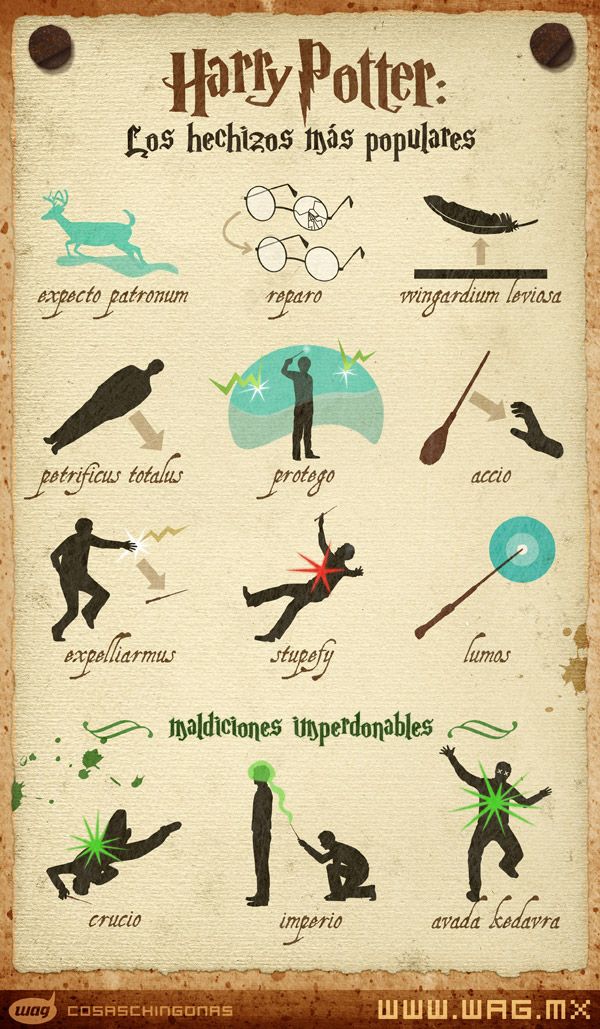 Harry Potter:
Los hechizos más populares
expecto patronum
reparo
wingardium leviosa
petrificus totalus
protego
accio
expelliarmus
stupefy
lumos
maldiciones imperdonables
crucio
imperio
avada kedavra
wag COSASCHINGONAS
WWW.WAG.MX